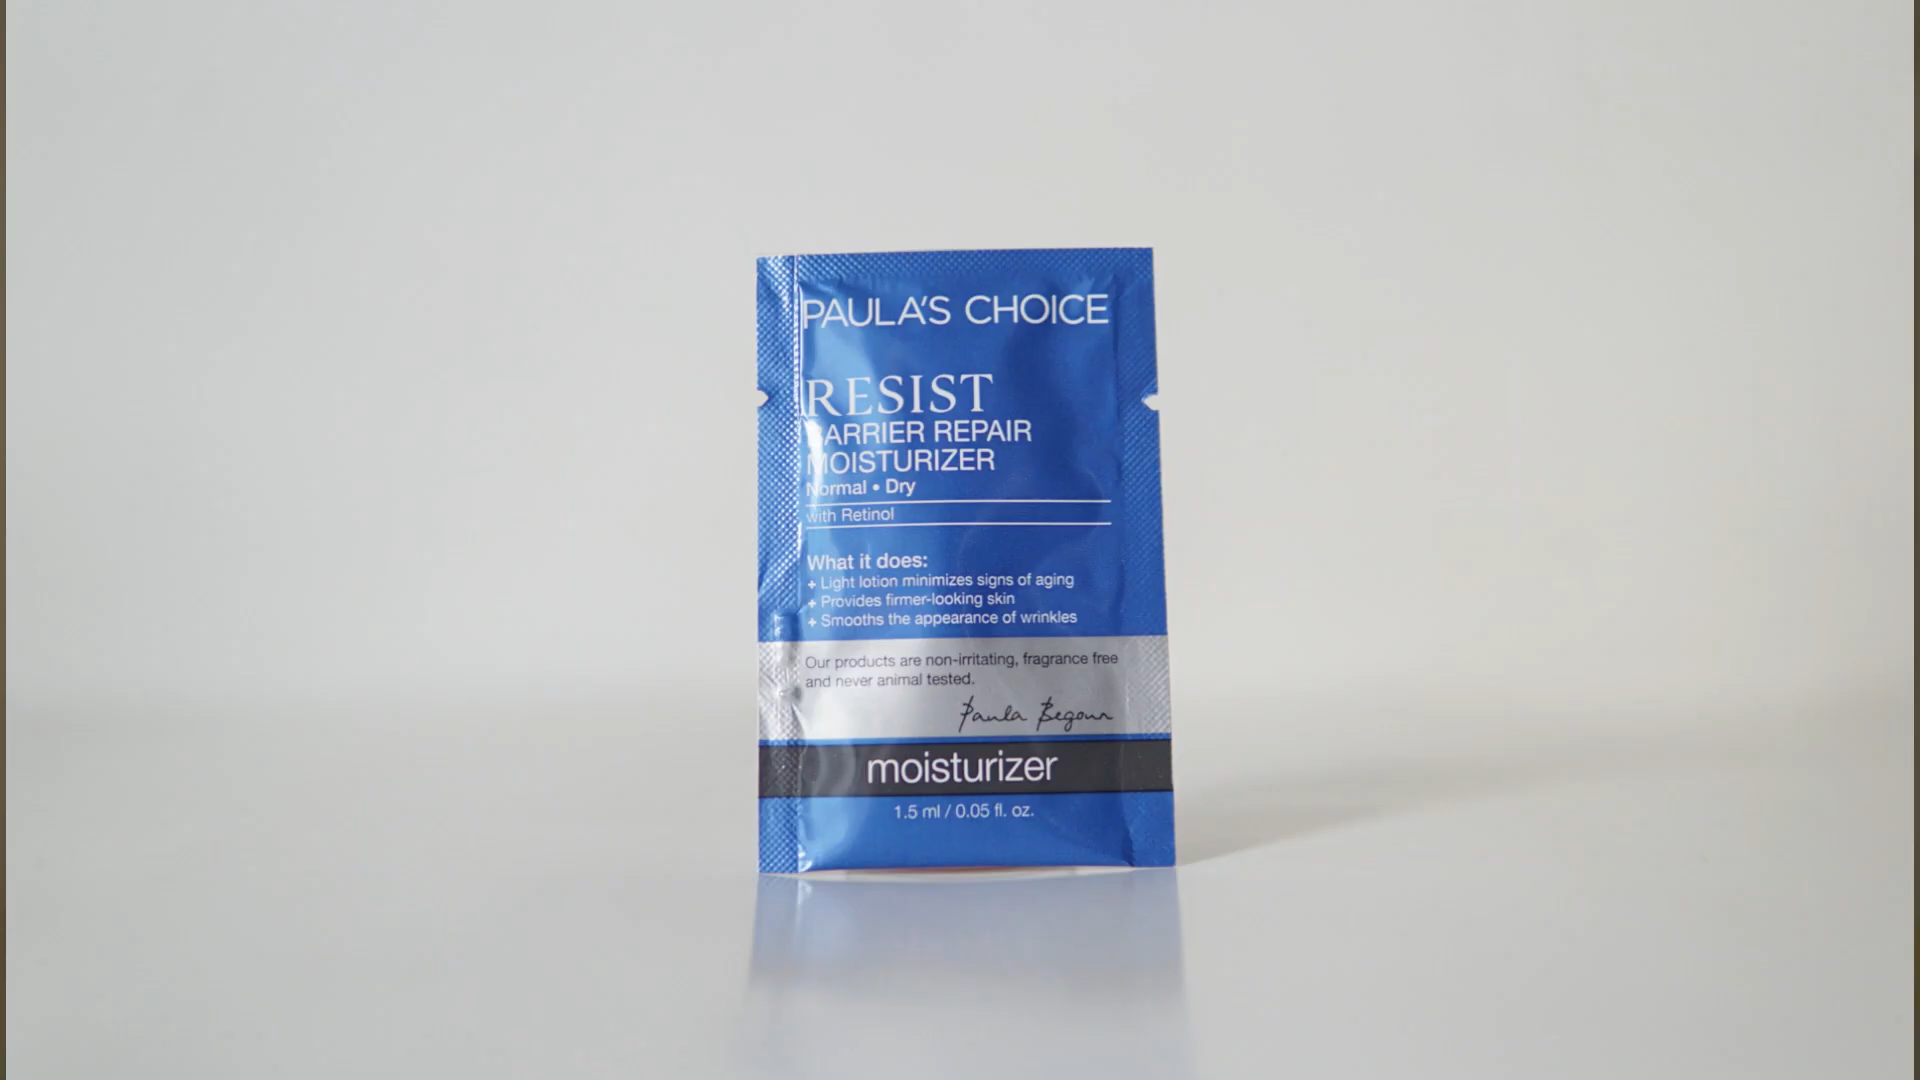 PAULA'S CHOICE
RESIST
BARRIER REPAIR
MOISTURIZER
Normal • Dry
with Retinol
What it does:
+ Light lotion minimizes signs of aging
+ Provides firmer-looking skin
+ Smooths the appearance of wrinkles
Our products are non-irritating, fragrance free
and never animal tested.
Paula Begoun
moisturizer
1.5 ml / 0.05 fl. oz.